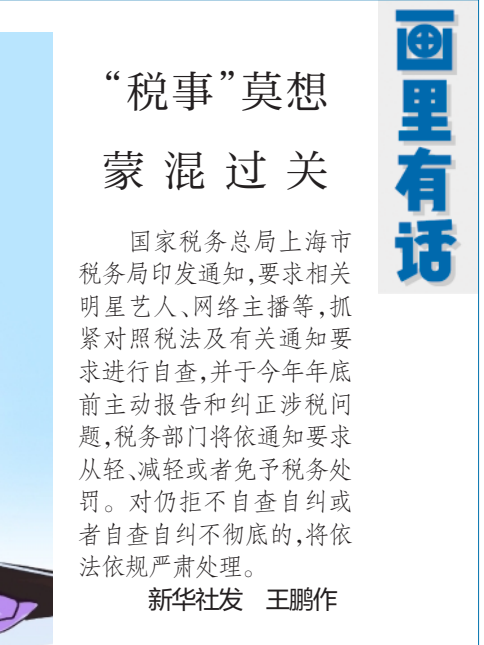 画里有话
“税事”莫想
蒙混过关
国家税务总局上海市
税务局印发通知,要求相关
明星艺人、网络主播等,抓
紧对照税法及有关通知要
求进行自查,并于今年年底
前主动报告和纠正涉税问
题,税务部门将依通知要求
从轻、减轻或者免予税务处
罚。对仍拒不自查自纠或
者自查自纠不彻底的,将依
法依规严肃处理。
新华社发 王鹏作